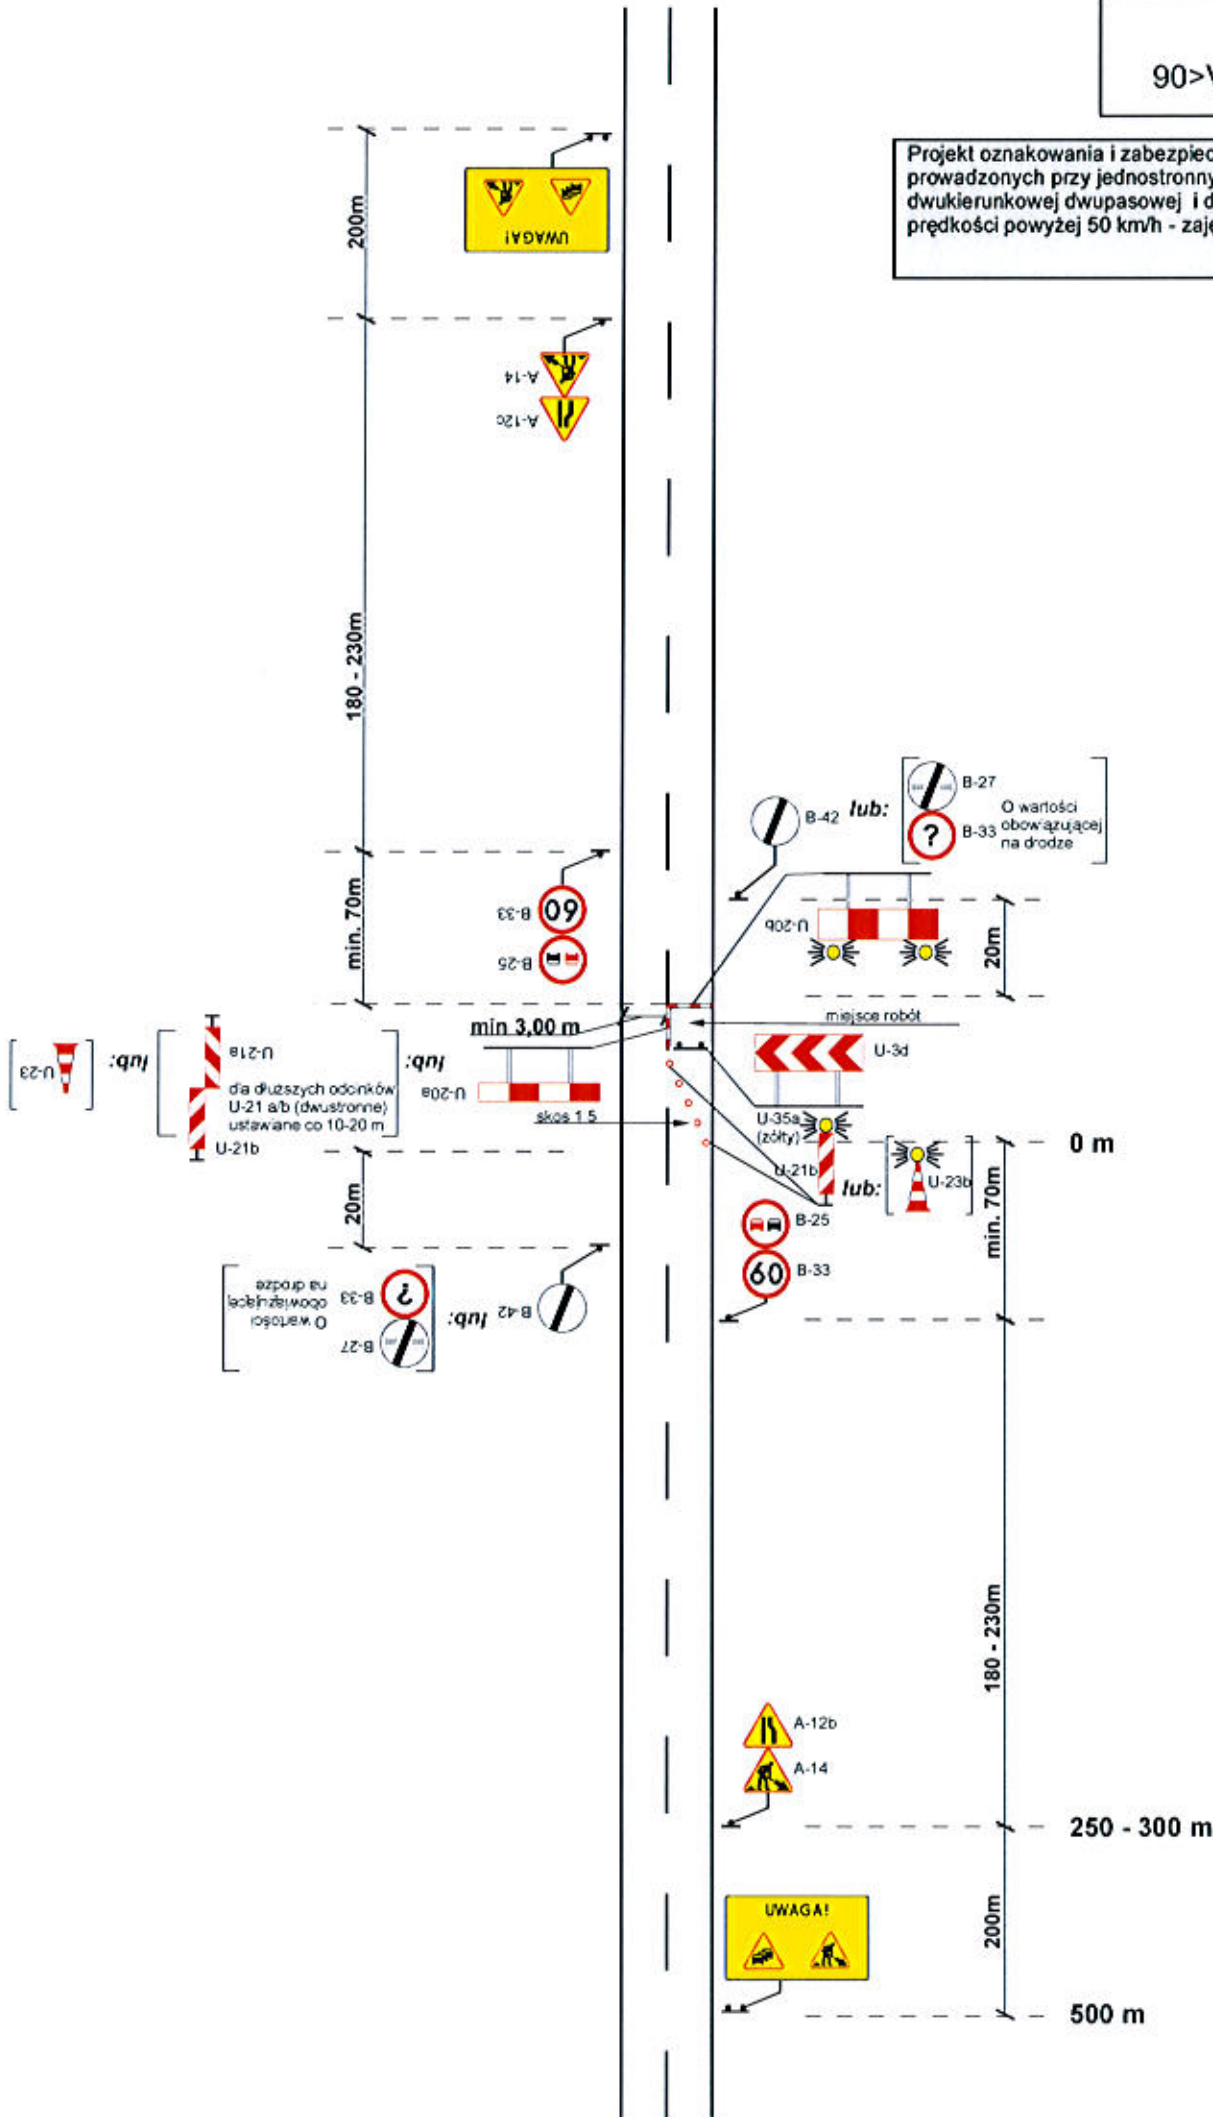 90>V
Projekt oznakowania i zabezpiec
prowadzonych przy jednostronny
dwukierunkowej dwupasowej i d
prędkości powyżej 50 km/h - zaję
200m
UWAGA!
A-14
A-12c
180 - 230m
B-27
B-42 lub:
O wartości
? B-33 obowiązującej
na drodze
min. 70m
B-33 60
B-25
U-20b
20m
min 3,00 m
miejsce robót
U-23
lub:
U-21a
dla dłuższych odcinków
U-21 a/b (dwustronne)
ustawiane co 10-20 m
U-21b
lub:
U-20a
skos 1:5
U-3d
U-35a
(żółty)
U-21b
lub:
U-23b
0 m
min. 70m
20m
B-25
60 B-33
O wartości
obowiązującej
na drodze
B-33 ?
B-27
lub:
B-42
180 - 230m
A-12b
A-14
250 - 300 m
200m
UWAGA!
500 m